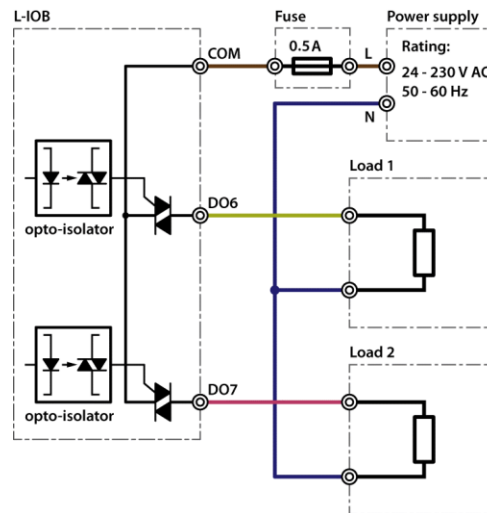 L-IOB
Fuse
Power supply
COM
0.5 A
L
Rating:
24 - 230 V AC
50 - 60 Hz
N
Load 1
DO6
opto-isolator
Load 2
DO7
opto-isolator